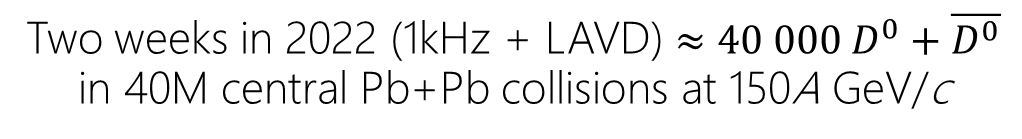 Two weeks in 2022 (1kHz + LAVD) ≈ 40 000 D⁰ + D̅⁰
in 40M central Pb+Pb collisions at 150A GeV/c